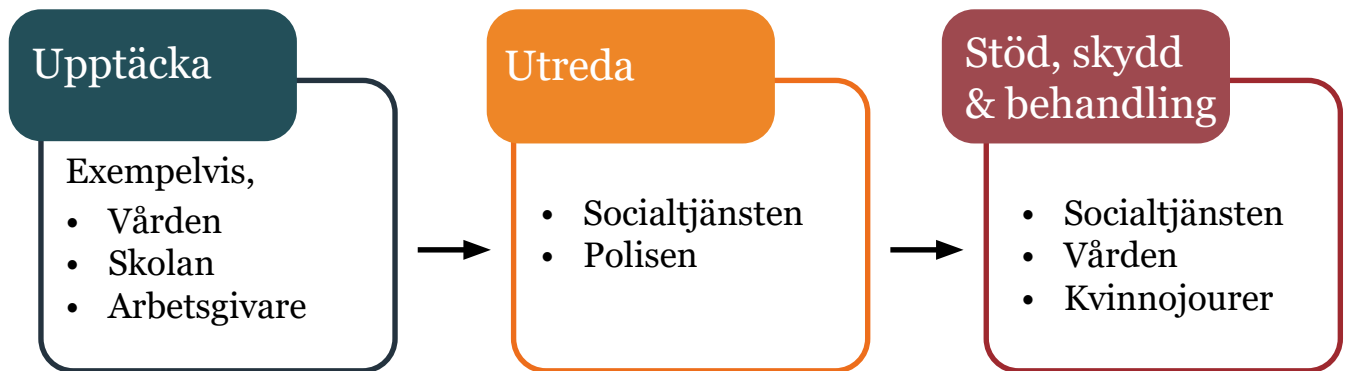 Upptäcka
Exempelvis,
• Vården
• Skolan
• Arbetsgivare
Utreda
• Socialtjänsten
• Polisen
Stöd, skydd
& behandling
• Socialtjänsten
• Vården
• Kvinnojourer